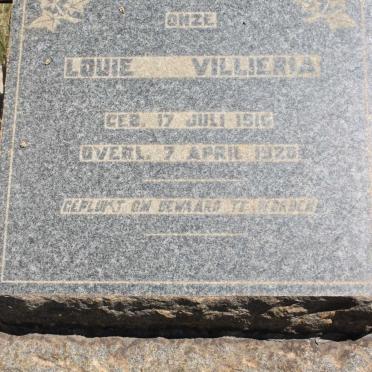 ONZE
LOUIE VILLIERIA
GEB. 17 JULI 1916
OVERL. 7 APRIL 1920
GEPLUKT OM BEWAARD TE WORDEN